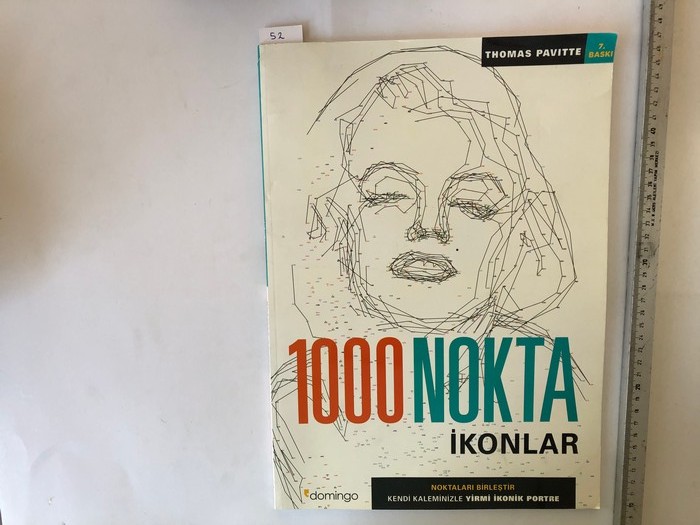 52
THOMAS PAVITTE
7. BASKI
1000 NOKTA
İKONLAR
NOKTALARI BİRLEŞTİR
KENDİ KALEMİNİZLE YİRMİ İKONİK PORTRE
domingo